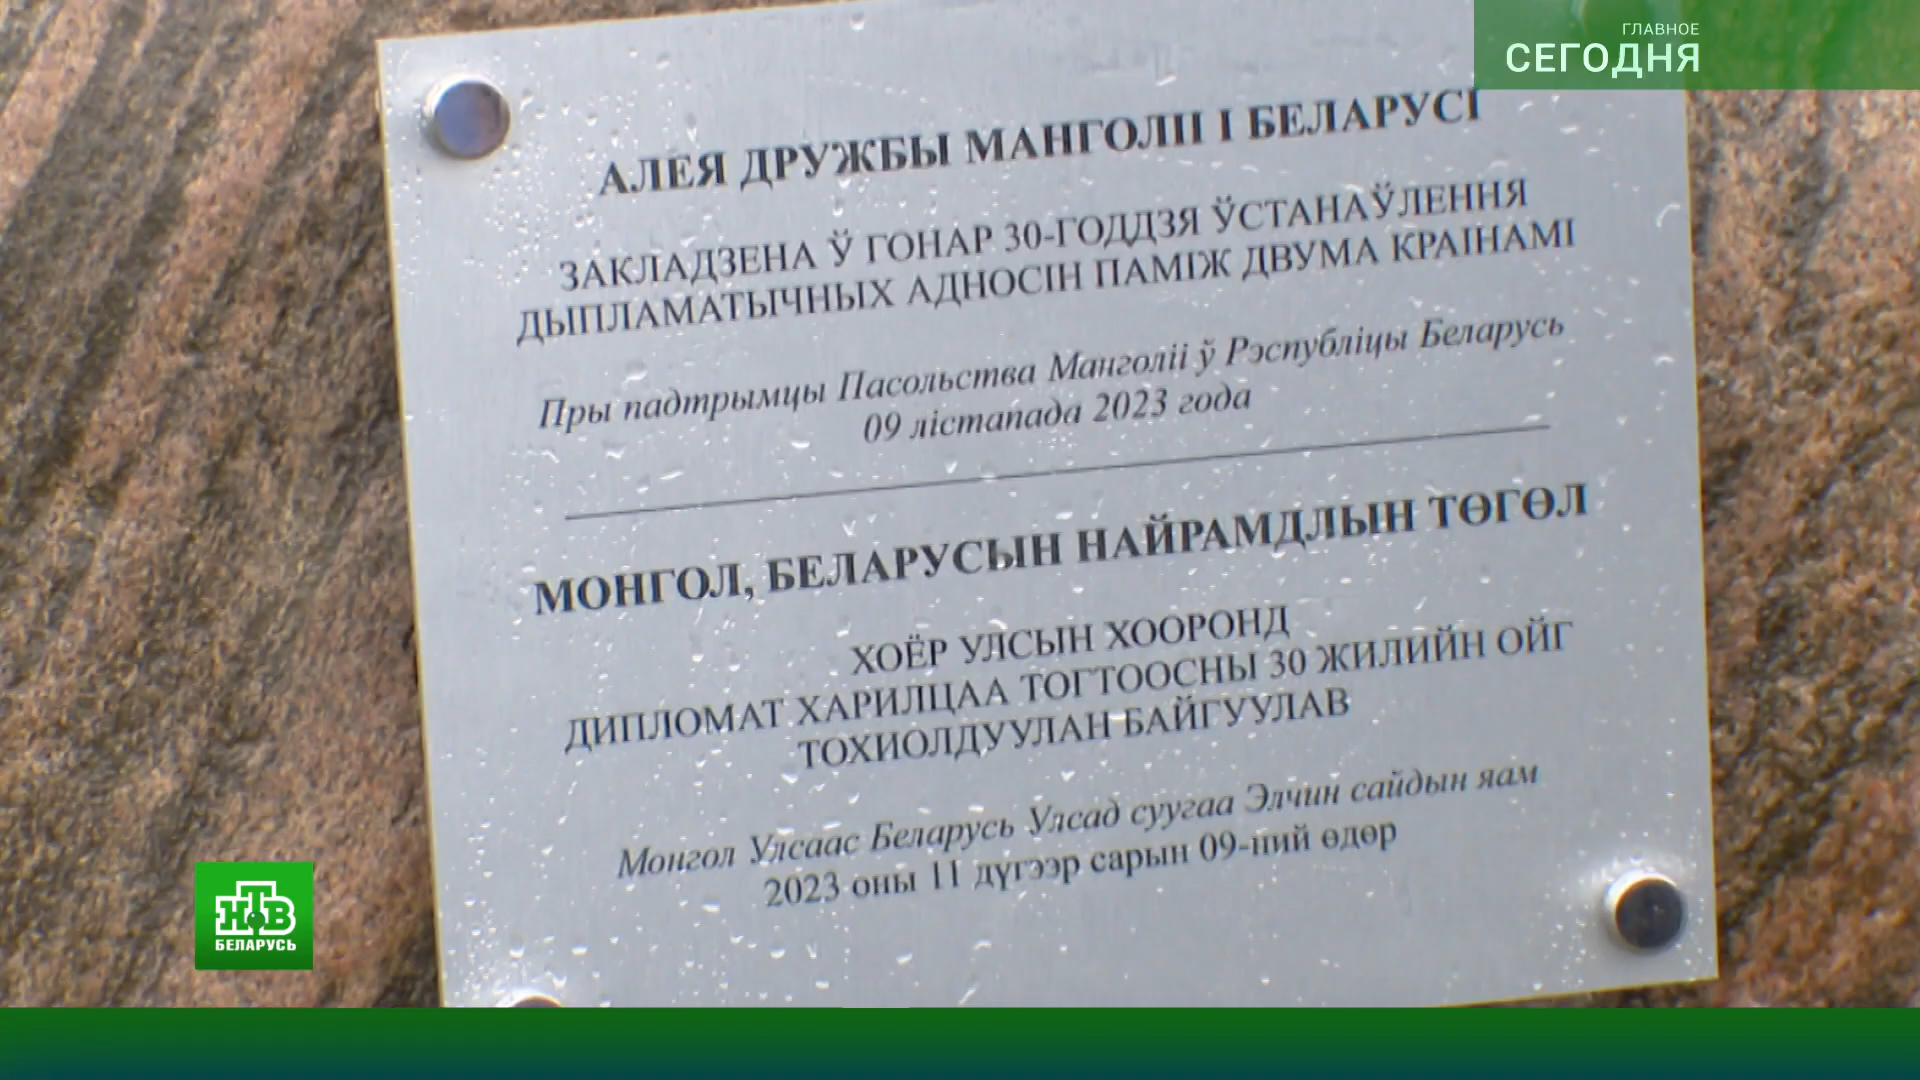 ГЛАВНОЕ
СЕГОДНЯ
АЛЕЯ ДРУЖБЫ МАНГОЛІІ І БЕЛАРУСІ
ЗАКЛАДЗЕНА Ў ГОНАР 30-ГОДДЗЯ ЎСТАНАЎЛЕННЯ
ДЫПЛАМАТЫЧНЫХ АДНОСІН ПАМІЖ ДВУМА КРАІНАМІ
Пры падтрымцы Пасольства Манголіі ў Рэспубліцы Беларусь
09 лістапада 2023 года
МОНГОЛ, БЕЛАРУСЫН НАЙРАМДЛЫН ТӨГӨЛ
ХОЁР УЛСЫН ХООРОНД
ДИПЛОМАТ ХАРИЛЦАА ТОГТООСНЫ 30 ЖИЛИЙН ОЙГ
ТОХИОЛДУУЛАН БАЙГУУЛАВ
Монгол Улсаас Беларусь Улсад суугаа Элчин сайдын яам
2023 оны 11 дүгээр сарын 09-ний өдөр
НТВ
БЕЛАРУСЬ